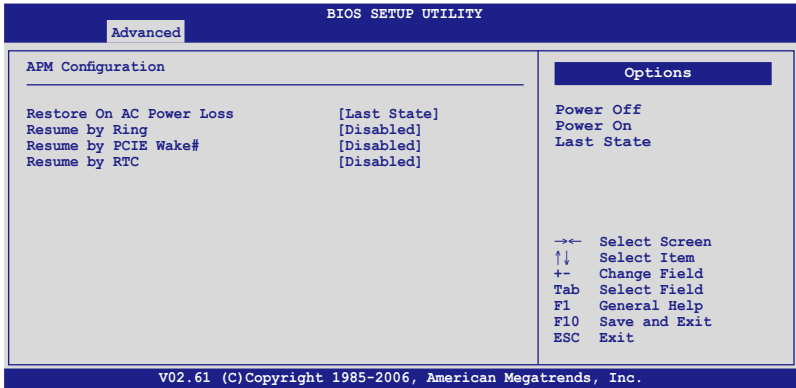 BIOS SETUP UTILITY
Advanced
APM Configuration
Restore On AC Power Loss [Last State]
Resume by Ring [Disabled]
Resume by PCIE Wake# [Disabled]
Resume by RTC [Disabled]
Options
Power Off
Power On
Last State
→← Select Screen
↑↓ Select Item
+- Change Field
Tab Select Field
F1 General Help
F10 Save and Exit
ESC Exit
V02.61 (C)Copyright 1985-2006, American Megatrends, Inc.